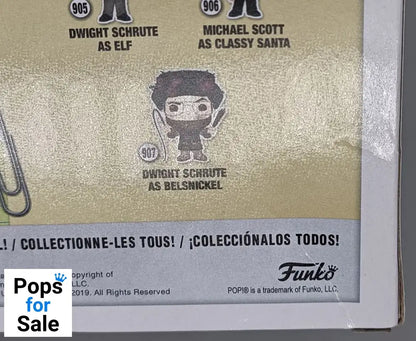 905
906
DWIGHT SCHRUTE
AS ELF
MICHAEL SCOTT
AS CLASSY SANTA
907
DWIGHT SCHRUTE
AS BELSNICKEL
! / COLLECTIONNE-LES TOUS! / ¡COLECCIÓNALOS TODOS!
opyright of
LLC.
2019. All Rights Reserved
Funko
POP!® is a trademark of Funko, LLC.
Pops
for
Sale